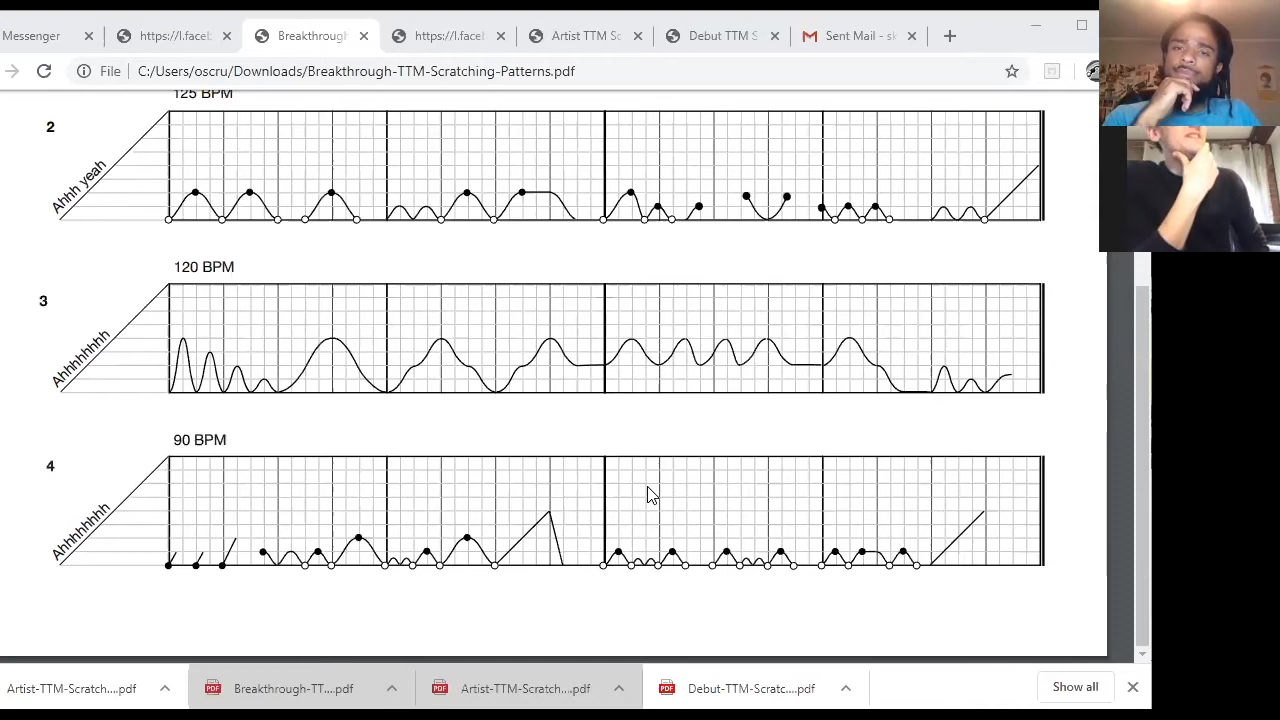 Messenger
https://l.faceb
Breakthrough
https://l.faceb
Artist TTM Sc
Debut TTM S
Sent Mail - sk
File C:/Users/oscru/Downloads/Breakthrough-TTM-Scratching-Patterns.pdf
125 BPM
2
Ahhh yeah
120 BPM
3
Ahhhhhhhh
90 BPM
4
Ahhhhhhhh
Artist-TTM-Scratch....pdf
Breakthrough-TT....pdf
Artist-TTM-Scratch....pdf
Debut-TTM-Scratc....pdf
Show all